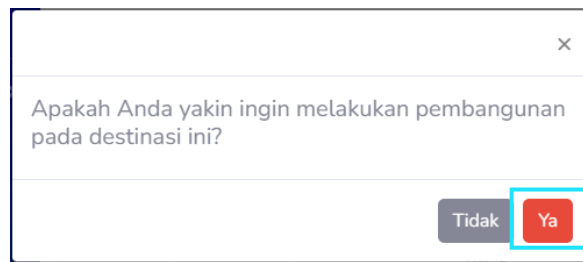 Apakah Anda yakin ingin melakukan pembangunan
pada destinasi ini?
Tidak Ya